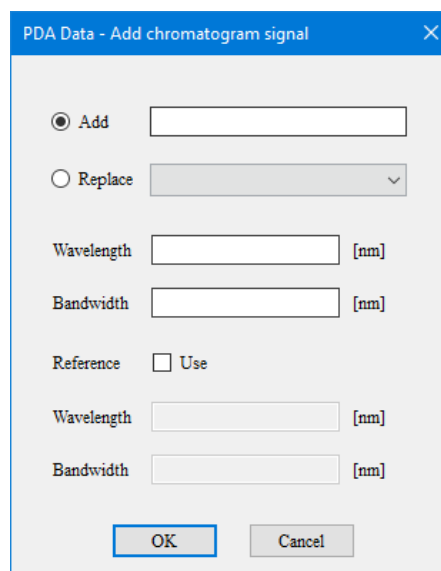 PDA Data - Add chromatogram signal
Add
Replace
Wavelength [nm]
Bandwidth [nm]
Reference Use
Wavelength [nm]
Bandwidth [nm]
OK Cancel